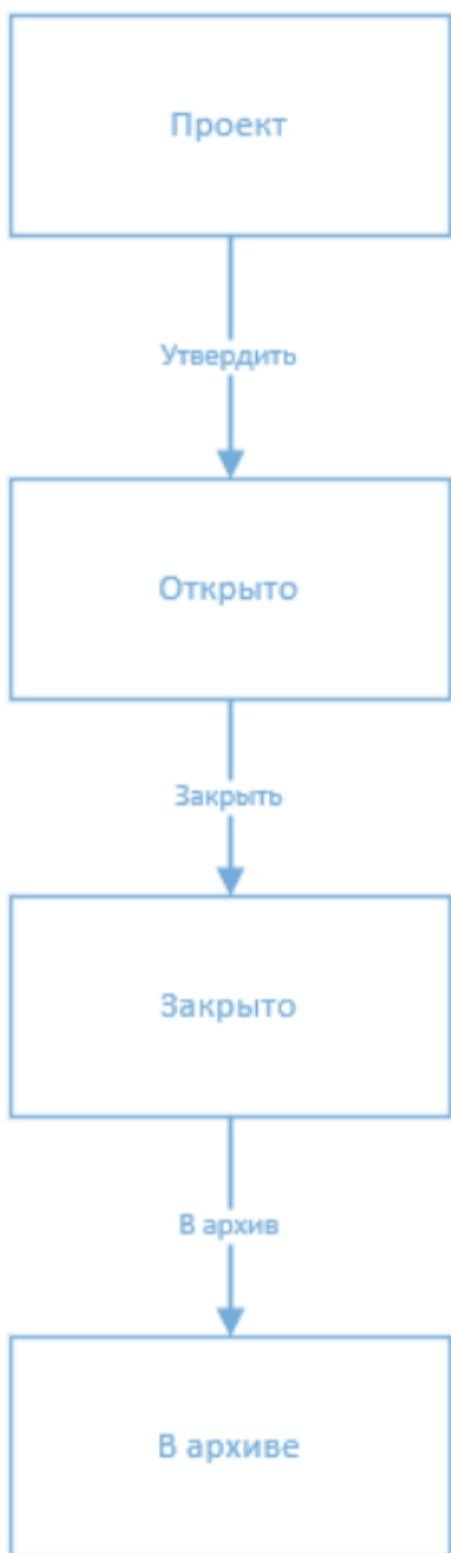 Проект
Утвердить
Открыто
Закрыть
Закрыто
В архив
В архиве